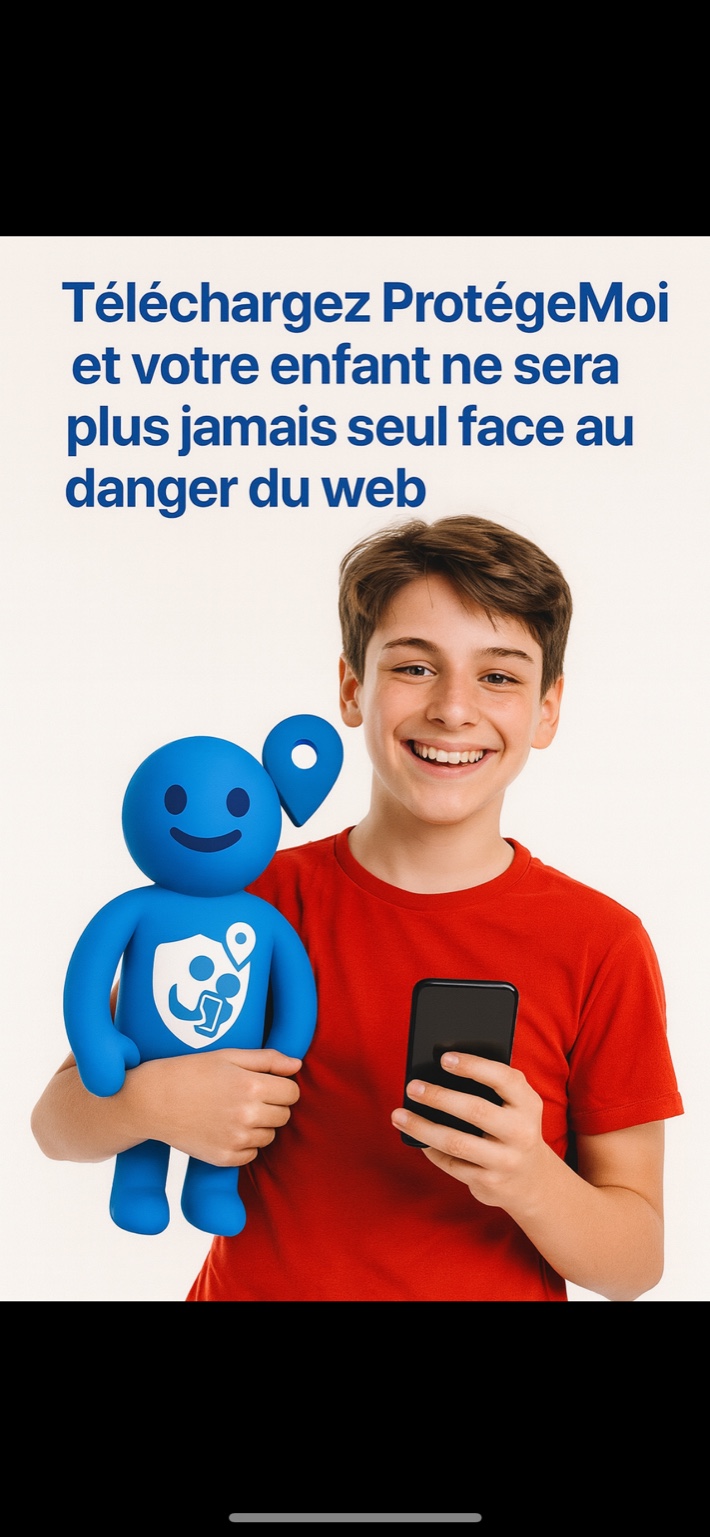 Téléchargez ProtégeMoi
et votre enfant ne sera
plus jamais seul face au
danger du web